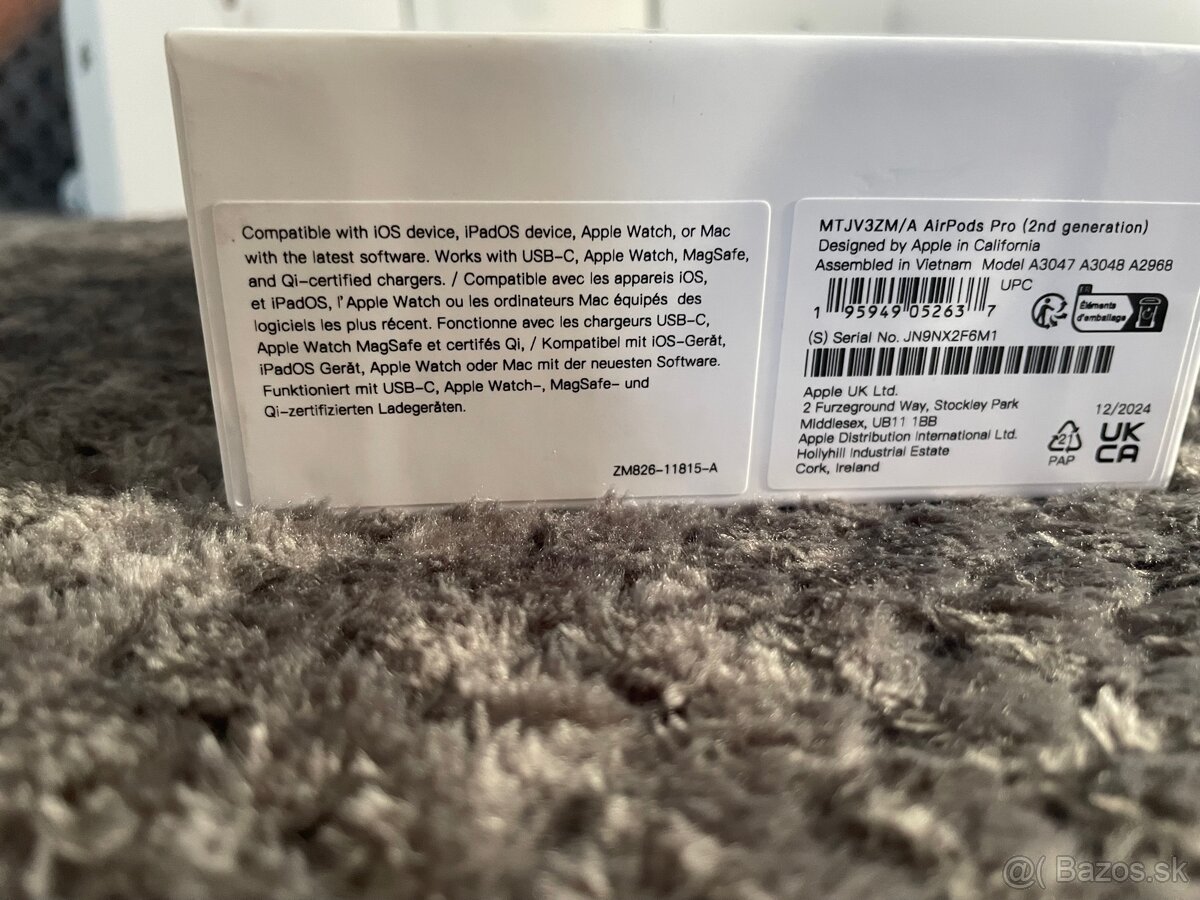 Compatible with iOS device, iPadOS device, Apple Watch, or Mac
with the latest software. Works with USB-C, Apple Watch, MagSafe,
and Qi-certified chargers. / Compatible avec les appareis iOS,
et iPadOS, l'Apple Watch ou les ordinateurs Mac équipés des
logiciels les plus récent. Fonctionne avec les chargeurs USB-C,
Apple Watch MagSafe et certifés Qi, / Kompatibel mit iOS-Gerät,
iPadOS Gerät, Apple Watch oder Mac mit der neuesten Software.
Funktioniert mit USB-C, Apple Watch-, MagSafe- und
Qi-zertifizierten Ladegeräten.
ZM826-11815-A
MTJV3ZM/A AirPods Pro (2nd generation)
Designed by Apple in California
Assembled in Vietnam Model A3047 A3048 A2968
UPC
1 95949 05263 7
FR
Éléments
d'emballage
(S) Serial No. JN9NX2F6M1
Apple UK Ltd.
2 Furzeground Way, Stockley Park
Middlesex, UB11 1BB
Apple Distribution International Ltd.
Hollyhill Industrial Estate
Cork, Ireland
12/2024
21
PAP
UK
CA
@( Bazos.sk